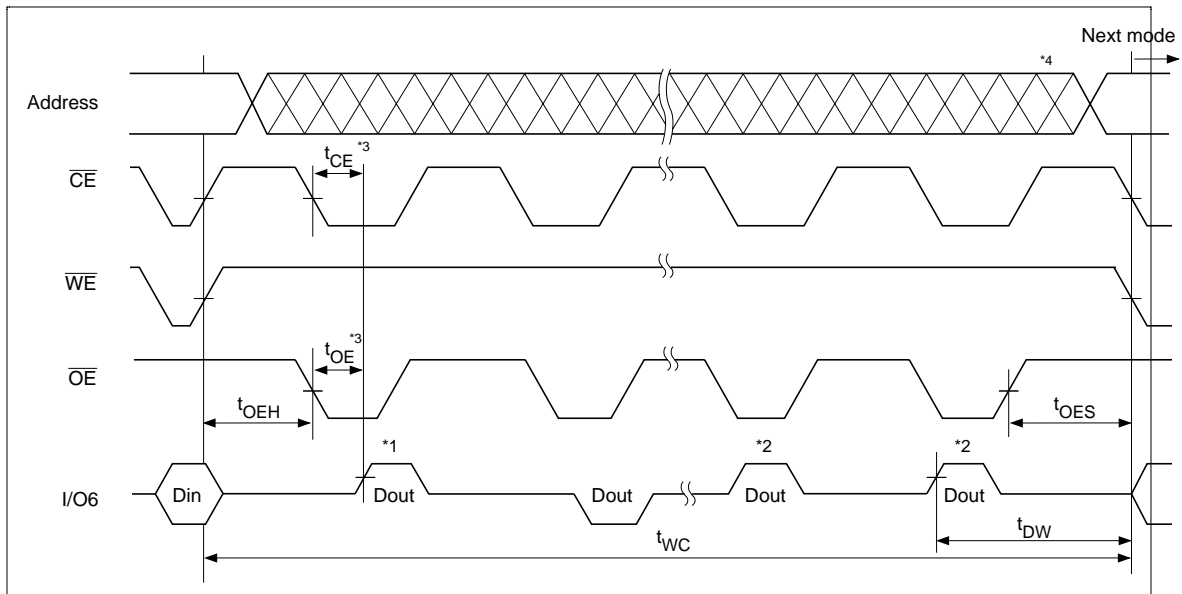 Next mode
*4
Address
tCE *3
CE
WE
tOE *3
OE
tOEH
tOES
*1
*2
*2
I/O6
Din
Dout
Dout
Dout
Dout
tWC
tDW